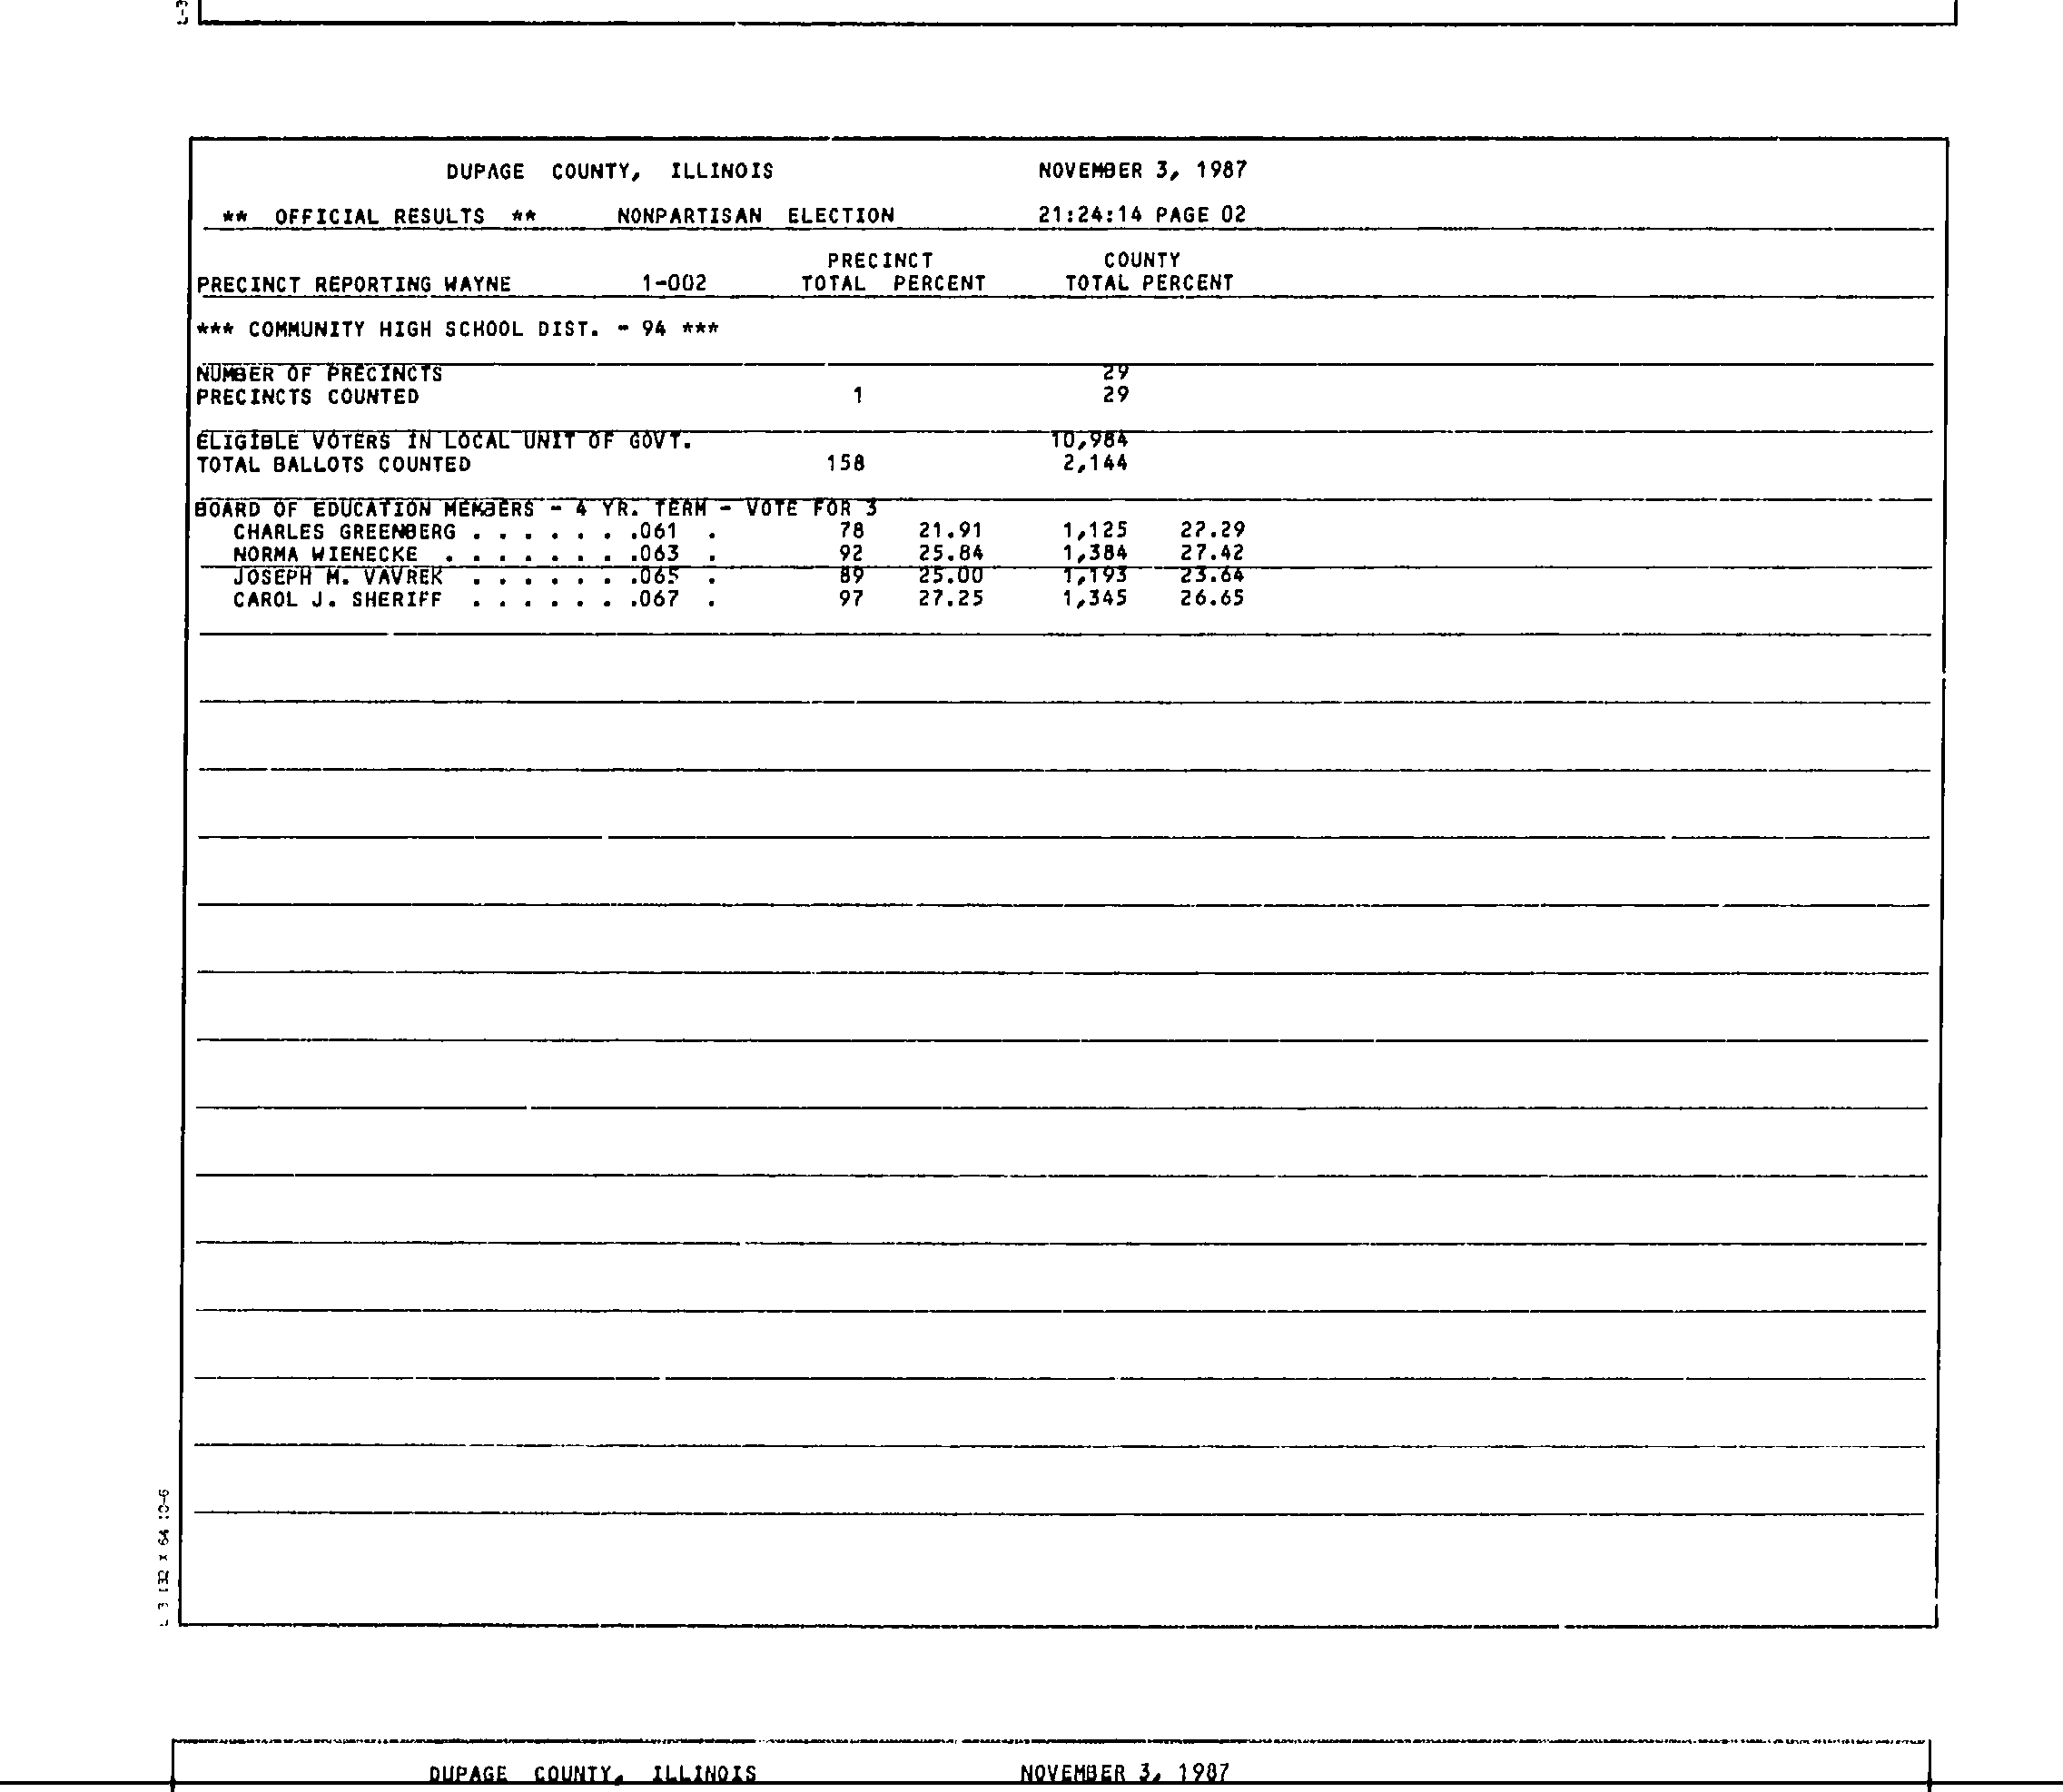 DUPAGE COUNTY, ILLINOIS NOVEMBER 3, 1987
** OFFICIAL RESULTS ** NONPARTISAN ELECTION 21:24:14 PAGE 02
PRECINCT COUNTY
PRECINCT REPORTING WAYNE 1-002 TOTAL PERCENT TOTAL PERCENT
*** COMMUNITY HIGH SCHOOL DIST. - 94 ***
NUMBER OF PRECINCTS 29
PRECINCTS COUNTED 1 29
ELIGIBLE VOTERS IN LOCAL UNIT OF GOVT. 10,984
TOTAL BALLOTS COUNTED 158 2,144
BOARD OF EDUCATION MEMBERS - 4 YR. TERM - VOTE FOR 3
CHARLES GREENBERG . . . . . . .061 . 78 21.91 1,125 22.29
NORMA WIENECKE . . . . . . . .063 . 92 25.84 1,384 27.42
JOSEPH M. VAVREK . . . . . . .065 . 89 25.00 1,193 23.64
CAROL J. SHERIFF . . . . . . .067 . 97 27.25 1,345 26.65
DUPAGE COUNTY, ILLINOIS NOVEMBER 3, 1987